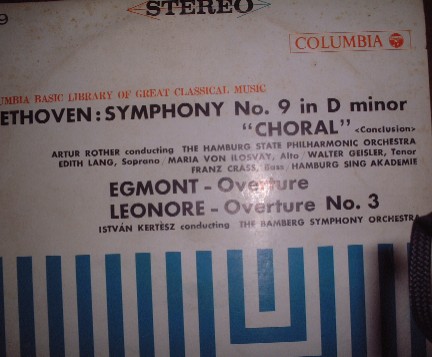 STEREO
9
COLUMBIA
UMBIA BASIC LIBRARY OF GREAT CLASSICAL MUSIC
ETHOVEN: SYMPHONY No. 9 in D minor
"CHORAL" <Conclusion>
ARTUR ROTHER conducting THE HAMBURG STATE PHILHARMONIC ORCHESTRA
EDITH LANG, Soprano/MARIA VON ILOSVAY, Alto/WALTER GEISLER, Tenor
FRANZ CRASS, Bass/HAMBURG SING AKADEMIE
EGMONT - Overture
LEONORE - Overture No. 3
ISTVÁN KERTÈSZ conducting THE BAMBERG SYMPHONY ORCHESTRA